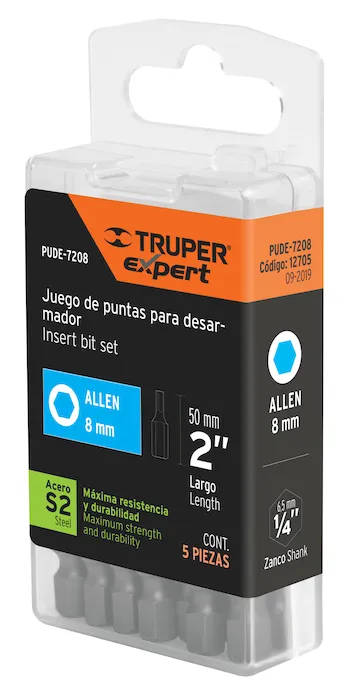 PUDE-7208
TRUPER®
expert
Juego de puntas para desar-
mador
Insert bit set
ALLEN
8 mm
50 mm
2"
Largo
Length
Acero
S2
Steel
Máxima resistencia
y durabilidad
Maximum strength
and durability
CONT.
5 PIEZAS
PUDE-7208
Código: 12705
09-2019
ALLEN
8 mm
6.5 mm
1/4"
Zanco Shank